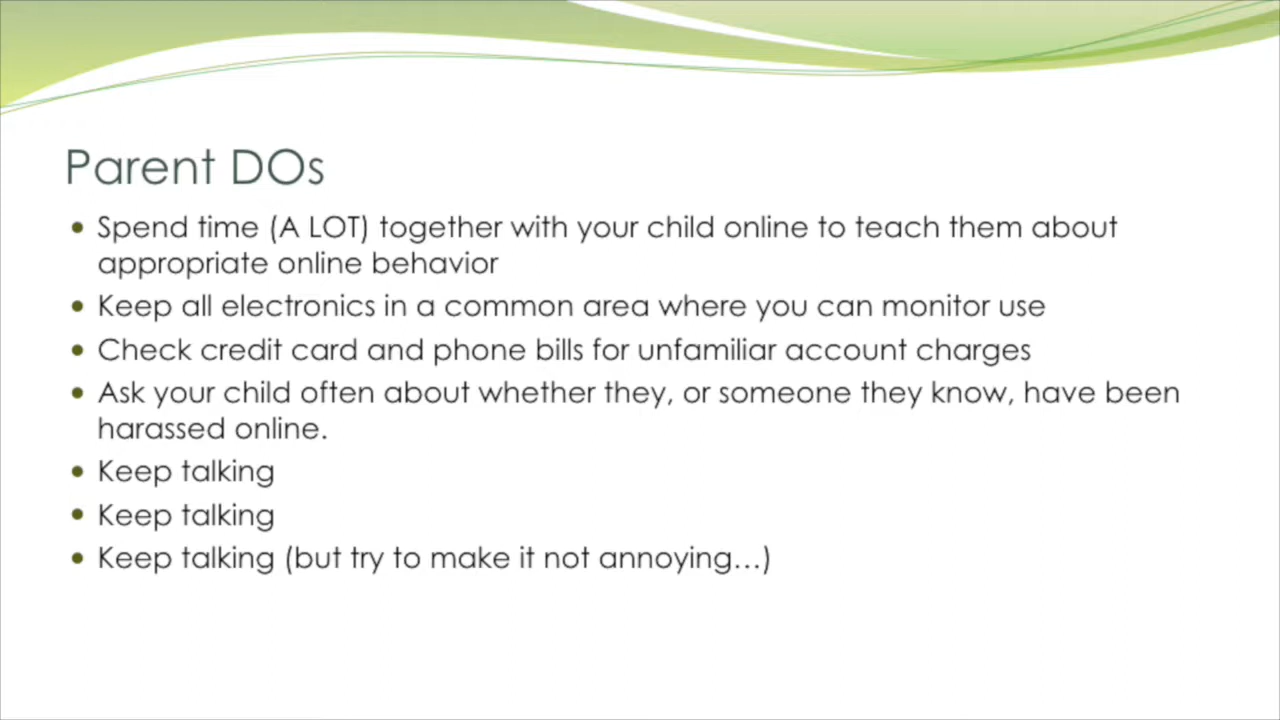 Parent DOs
• Spend time (A LOT) together with your child online to teach them about
appropriate online behavior
• Keep all electronics in a common area where you can monitor use
• Check credit card and phone bills for unfamiliar account charges
• Ask your child often about whether they, or someone they know, have been
harassed online.
• Keep talking
• Keep talking
• Keep talking (but try to make it not annoying…)